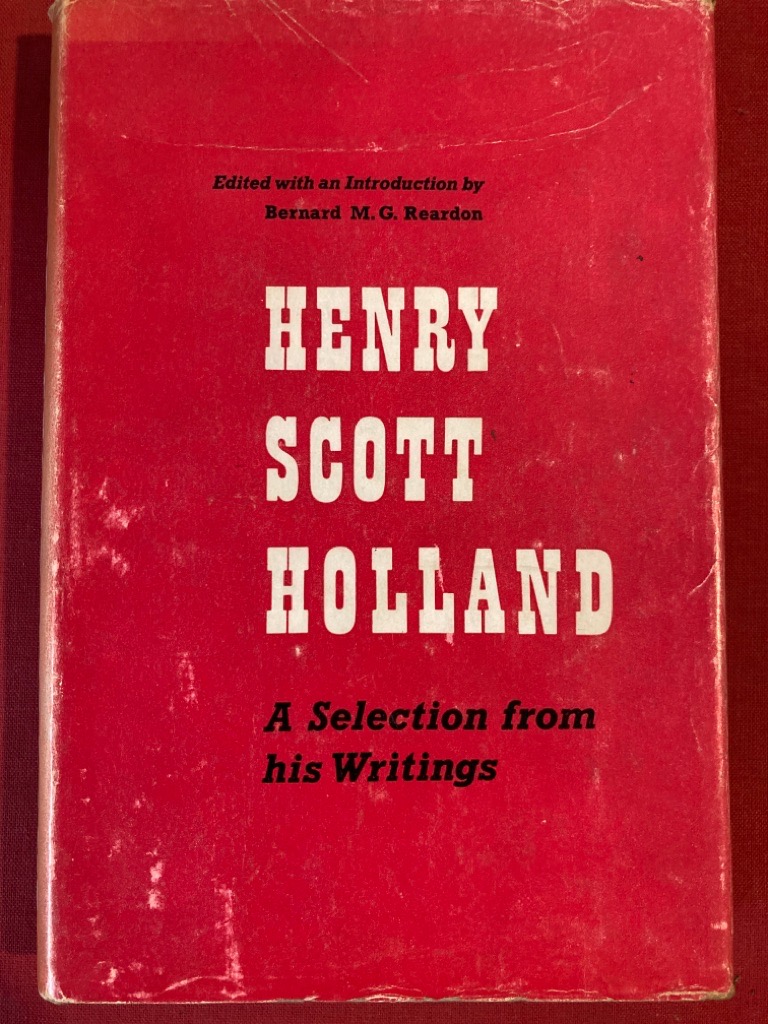 Edited with an Introduction by
Bernard M. G. Reardon
HENRY
SCOTT
HOLLAND
A Selection from
his Writings